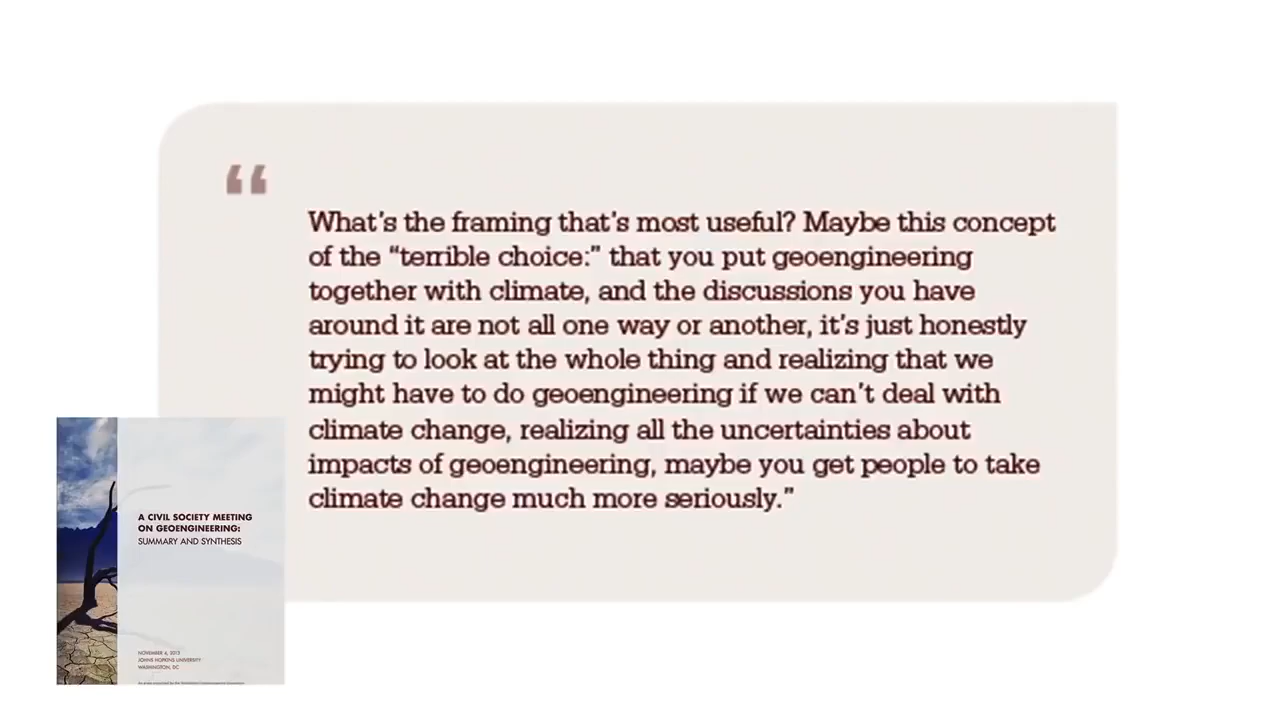 “
What’s the framing that’s most useful? Maybe this concept
of the “terrible choice:” that you put geoengineering
together with climate, and the discussions you have
around it are not all one way or another, it’s just honestly
trying to look at the whole thing and realizing that we
might have to do geoengineering if we can’t deal with
climate change, realizing all the uncertainties about
impacts of geoengineering, maybe you get people to take
climate change much more seriously.”
A CIVIL SOCIETY MEETING
ON GEOENGINEERING:
SUMMARY AND SYNTHESIS
NOVEMBER 6, 2013
JOHNS HOPKINS UNIVERSITY
WASHINGTON, DC